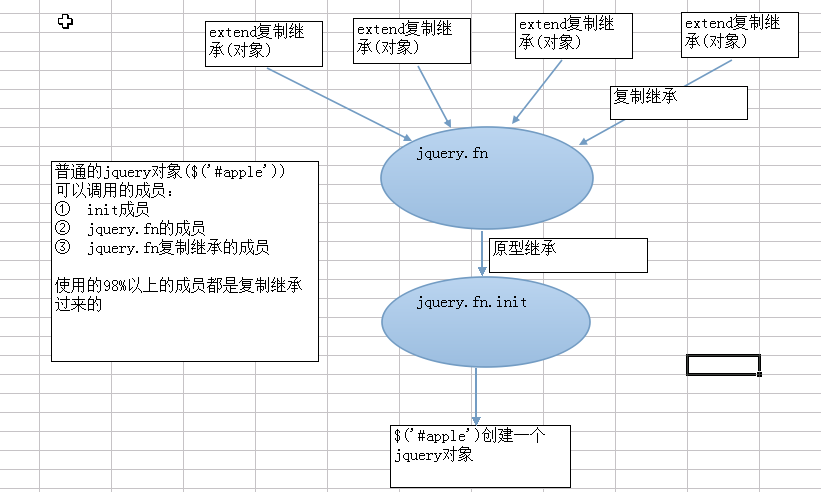 extend复制继
承(对象)
extend复制继
承(对象)
extend复制继
承(对象)
extend复制继
承(对象)
复制继承
jquery.fn
普通的jquery对象($('#apple'))
可以调用的成员：
① init成员
② jquery.fn的成员
③ jquery.fn复制继承的成员
使用的98%以上的成员都是复制继承
过来的
原型继承
jquery.fn.init
$('#apple')创建一个
jquery对象